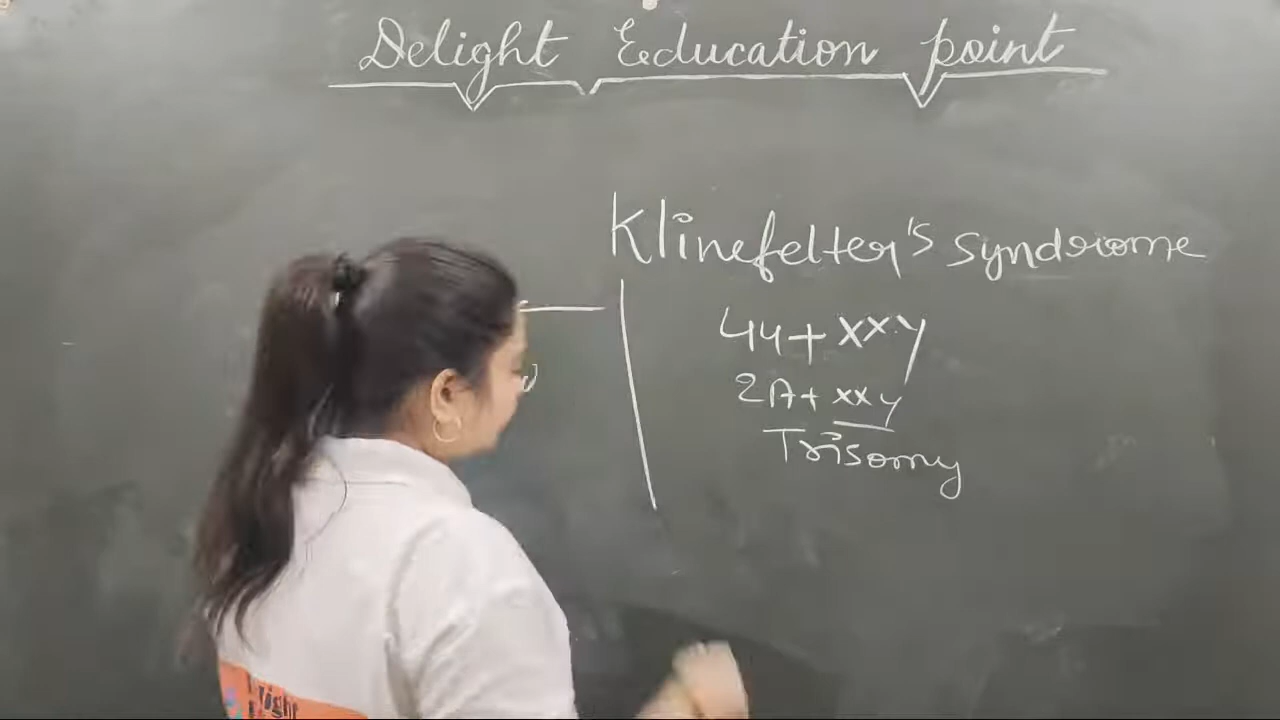 Delight Education point
Klinefelter's syndrome
44+xxy
2A+xxy
Trisomy